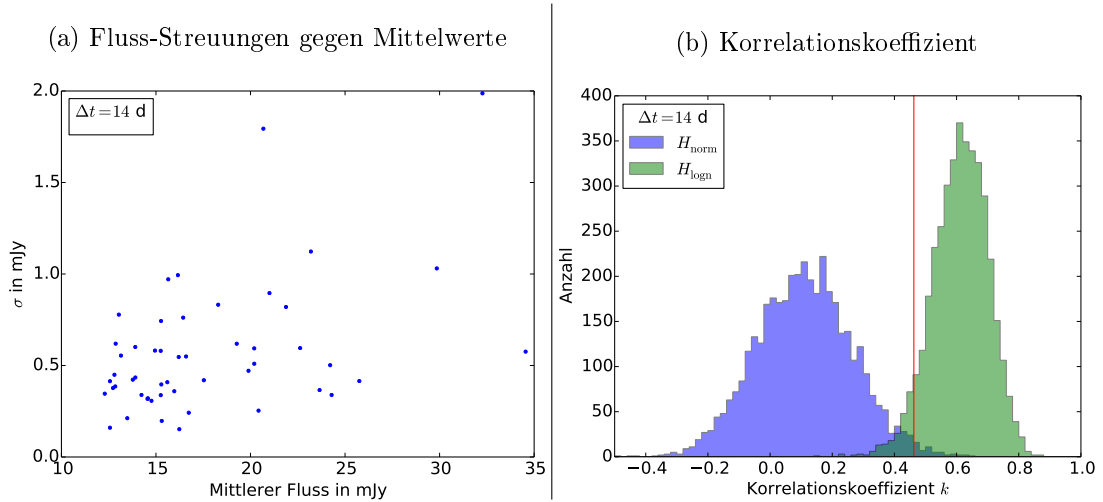 (a) Fluss-Streuungen gegen Mittelwerte
Δt=14 d
2.0
1.5
1.0
0.5
0.0
σ in mJy
10 15 20 25 30 35
Mittlerer Fluss in mJy
(b) Korrelationskoeffizient
Δt=14 d
H_norm
H_logn
400
350
300
250
200
150
100
50
0
Anzahl
−0.4 −0.2 0.0 0.2 0.4 0.6 0.8 1.0
Korrelationskoeffizient k